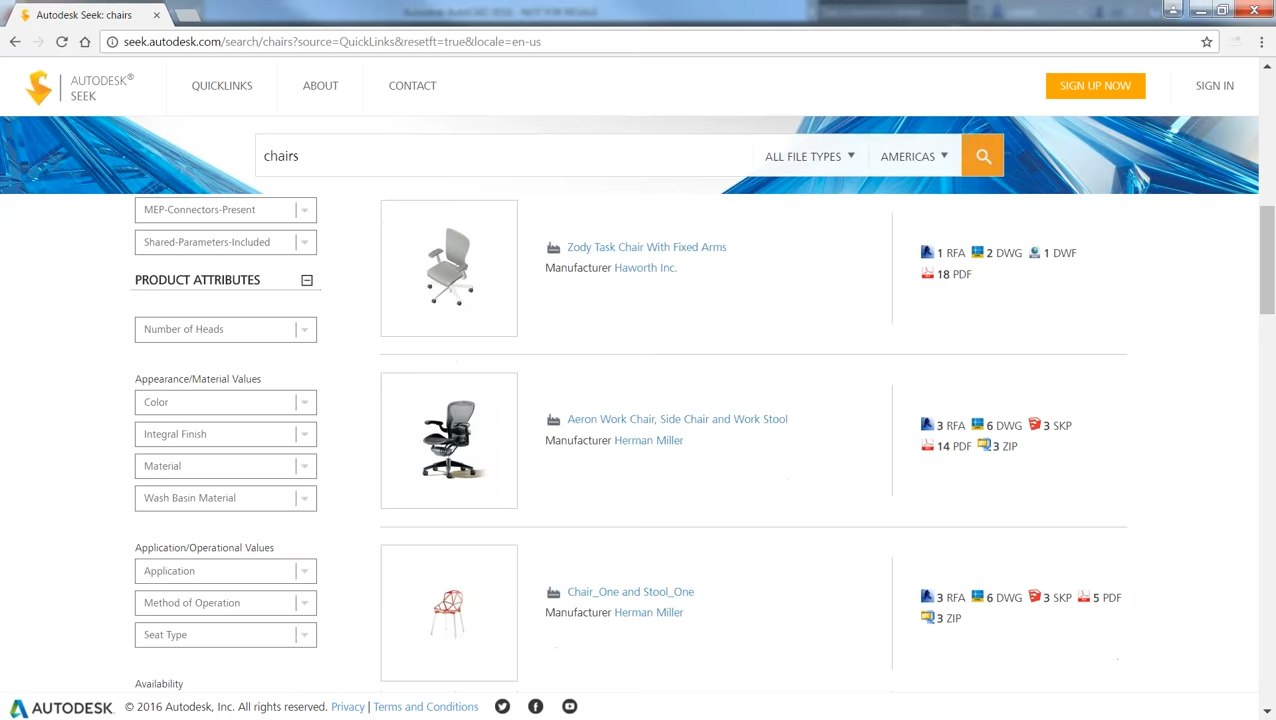 Autodesk Seek: chairs
seek.autodesk.com/search/chairs?source=QuickLinks&resetft=true&locale=en-us
AUTODESK®
SEEK
QUICKLINKS
ABOUT
CONTACT
SIGN UP NOW
SIGN IN
chairs
ALL FILE TYPES
AMERICAS
MEP-Connectors-Present
Shared-Parameters-Included
PRODUCT ATTRIBUTES
Number of Heads
Appearance/Material Values
Color
Integral Finish
Material
Wash Basin Material
Application/Operational Values
Application
Method of Operation
Seat Type
Availability
Zody Task Chair With Fixed Arms
Manufacturer Haworth Inc.
1 RFA 2 DWG 1 DWF
18 PDF
Aeron Work Chair, Side Chair and Work Stool
Manufacturer Herman Miller
3 RFA 6 DWG 3 SKP
14 PDF 3 ZIP
Chair_One and Stool_One
Manufacturer Herman Miller
3 RFA 6 DWG 3 SKP 5 PDF
3 ZIP
AUTODESK. © 2016 Autodesk, Inc. All rights reserved. Privacy | Terms and Conditions